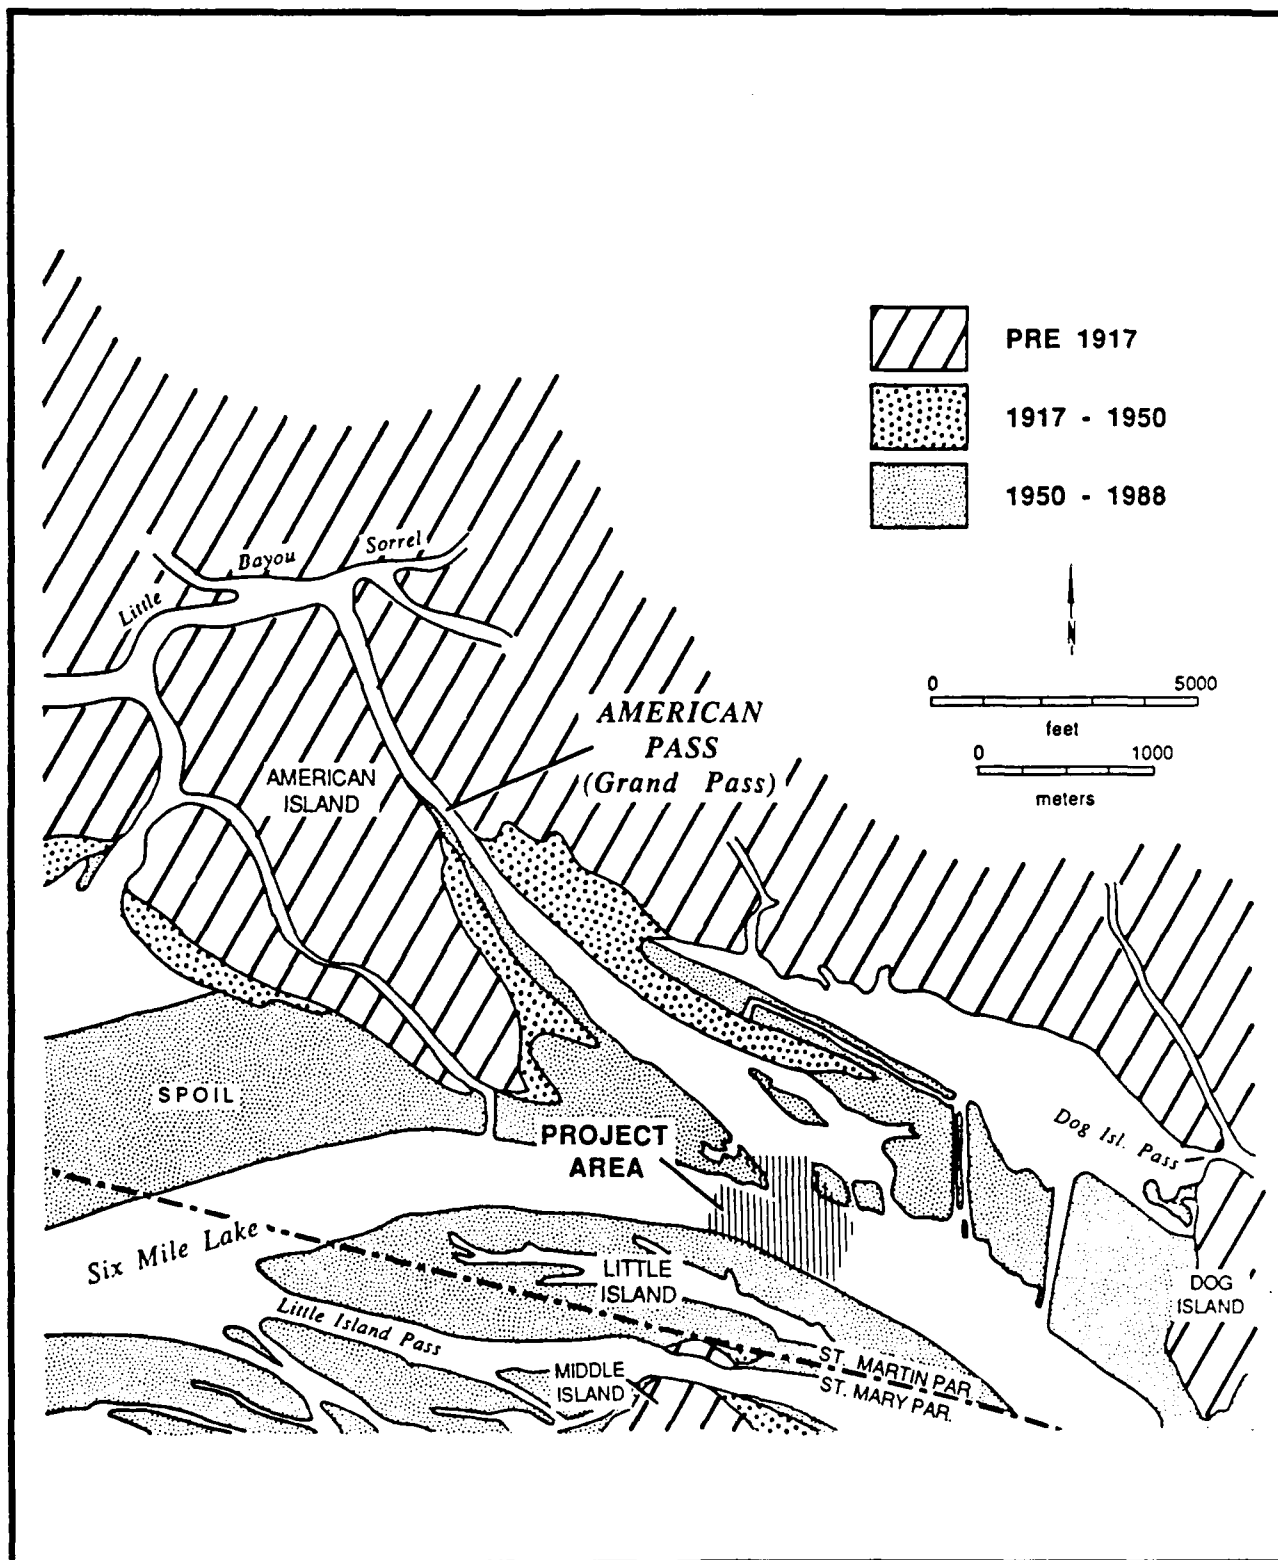 PRE 1917
1917 - 1950
1950 - 1988
N
0 5000
feet
0 1000
meters
Little Bayou Sorrel
AMERICAN
PASS
(Grand Pass)
AMERICAN
ISLAND
SPOIL
PROJECT
AREA
Dog Isl. Pass
DOG
ISLAND
Six Mile Lake
LITTLE
ISLAND
Little Island Pass
MIDDLE
ISLAND
ST. MARTIN PAR.
ST. MARY PAR.